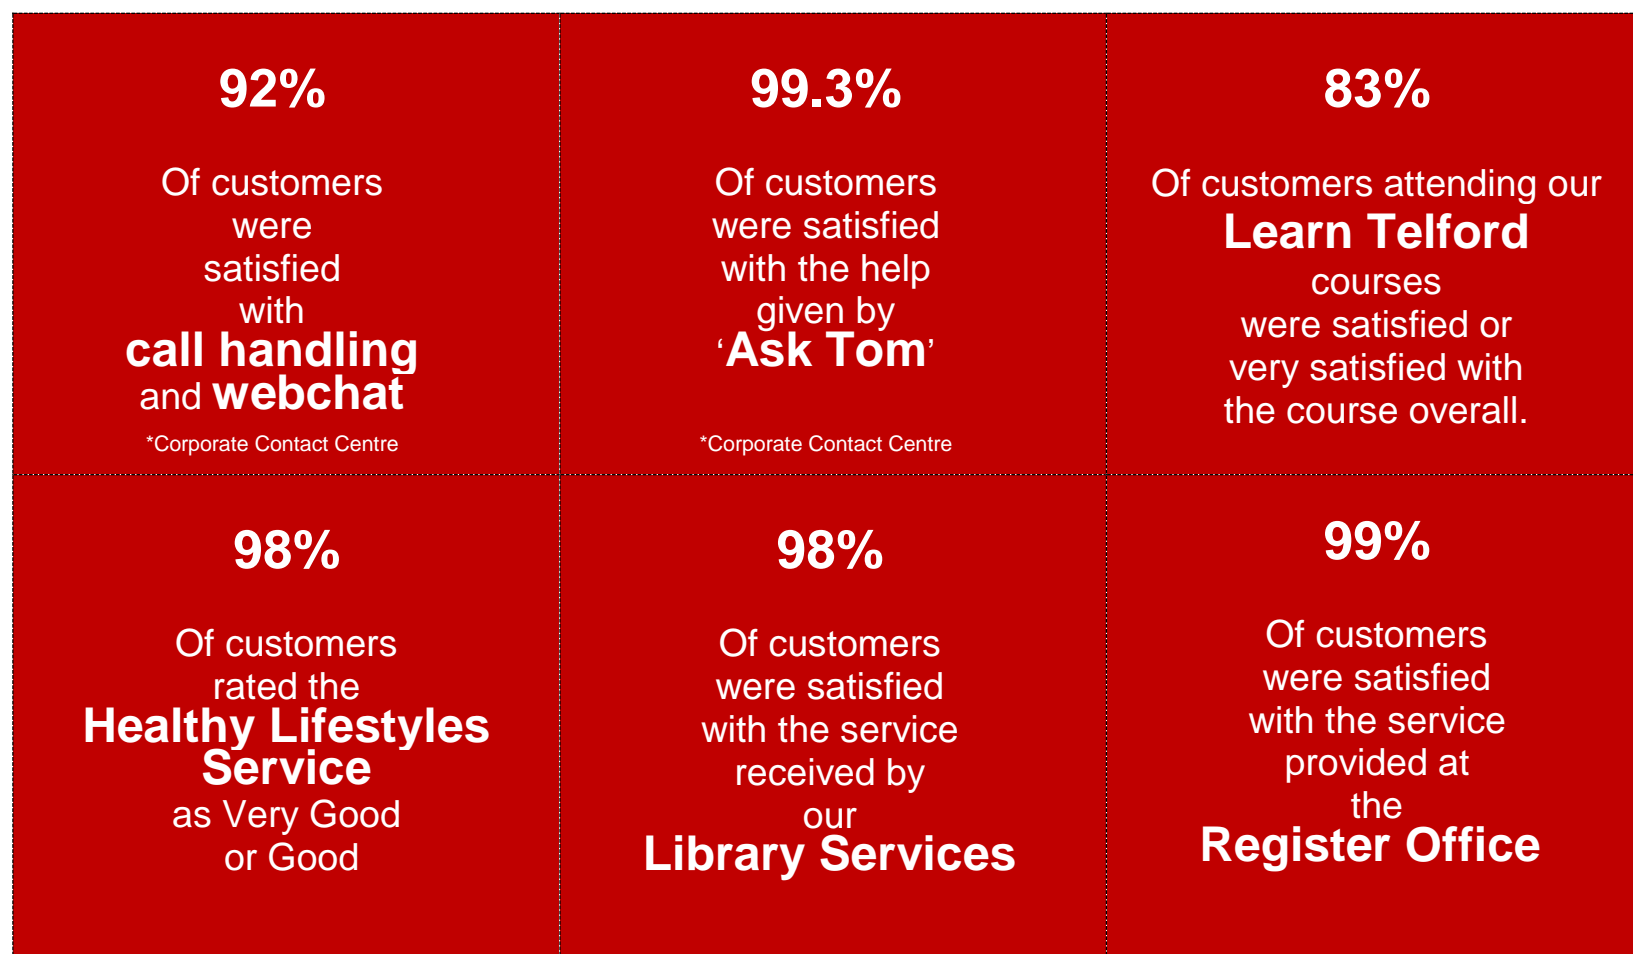 92%
Of customers
were
satisfied
with
call handling
and webchat
*Corporate Contact Centre
99.3%
Of customers
were satisfied
with the help
given by
‘Ask Tom’
*Corporate Contact Centre
83%
Of customers attending our
Learn Telford
courses
were satisfied or
very satisfied with
the course overall.
98%
Of customers
rated the
Healthy Lifestyles
Service
as Very Good
or Good
98%
Of customers
were satisfied
with the service
received by
our
Library Services
99%
Of customers
were satisfied
with the service
provided at
the
Register Office